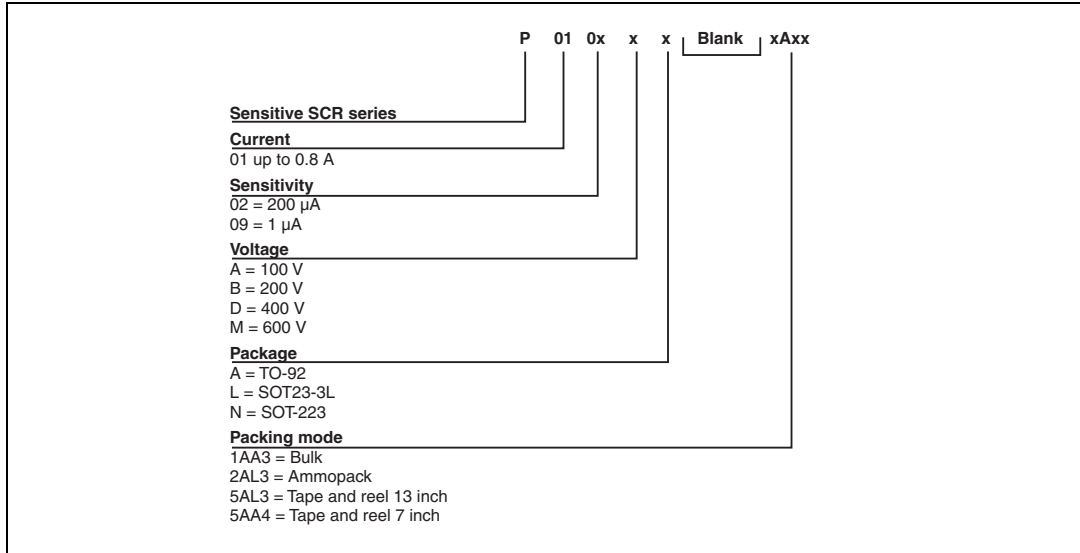 P 01 0x x x Blank xAxx
Sensitive SCR series
Current
01 up to 0.8 A
Sensitivity
02 = 200 µA
09 = 1 µA
Voltage
A = 100 V
B = 200 V
D = 400 V
M = 600 V
Package
A = TO-92
L = SOT23-3L
N = SOT-223
Packing mode
1AA3 = Bulk
2AL3 = Ammopack
5AL3 = Tape and reel 13 inch
5AA4 = Tape and reel 7 inch